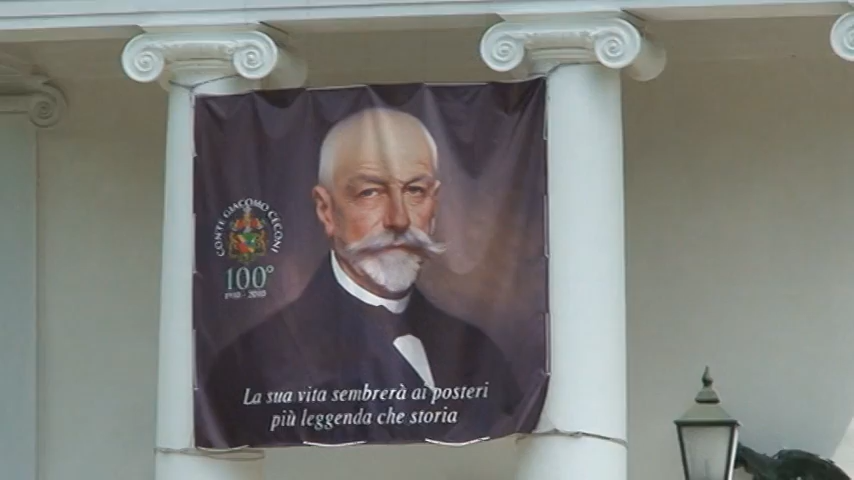 CONTE GIACOMO CECONI
100°
1910 - 2010
La sua vita sembrerà ai posteri
più leggenda che storia